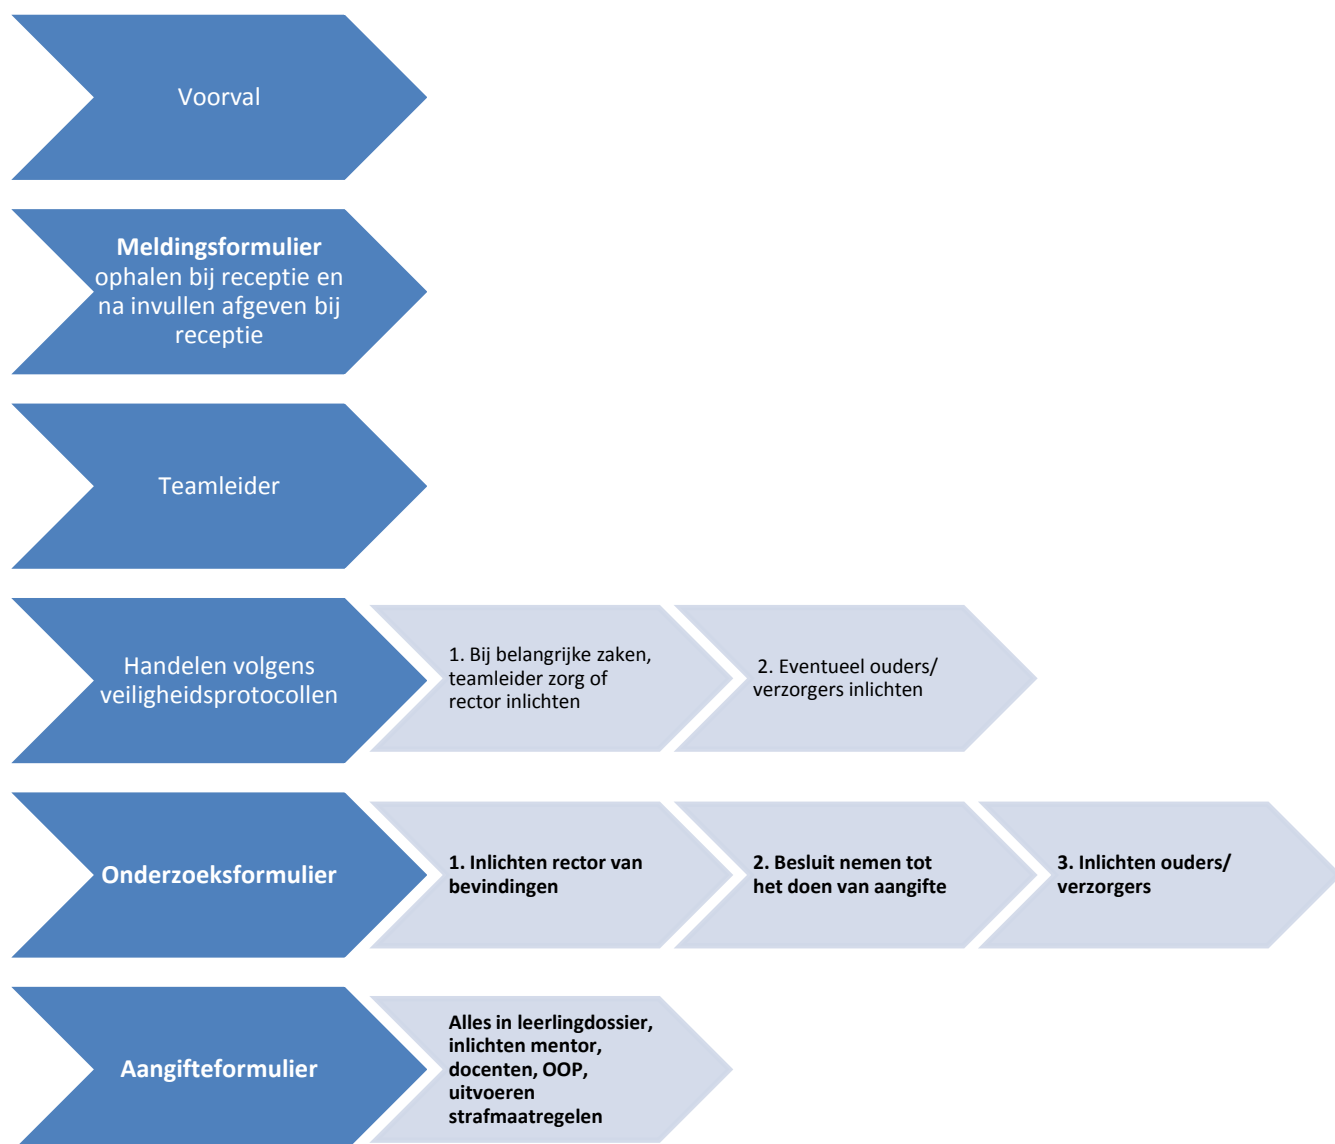 Voorval
Meldingsformulier
ophalen bij receptie en
na invullen afgeven bij
receptie
Teamleider
Handelen volgens
veiligheidsprotocollen
1. Bij belangrijke zaken,
teamleider zorg of
rector inlichten
2. Eventueel ouders/
verzorgers inlichten
Onderzoeksformulier
1. Inlichten rector van
bevindingen
2. Besluit nemen tot
het doen van aangifte
3. Inlichten ouders/
verzorgers
Aangifteformulier
Alles in leerlingdossier,
inlichten mentor,
docenten, OOP,
uitvoeren
strafmaatregelen